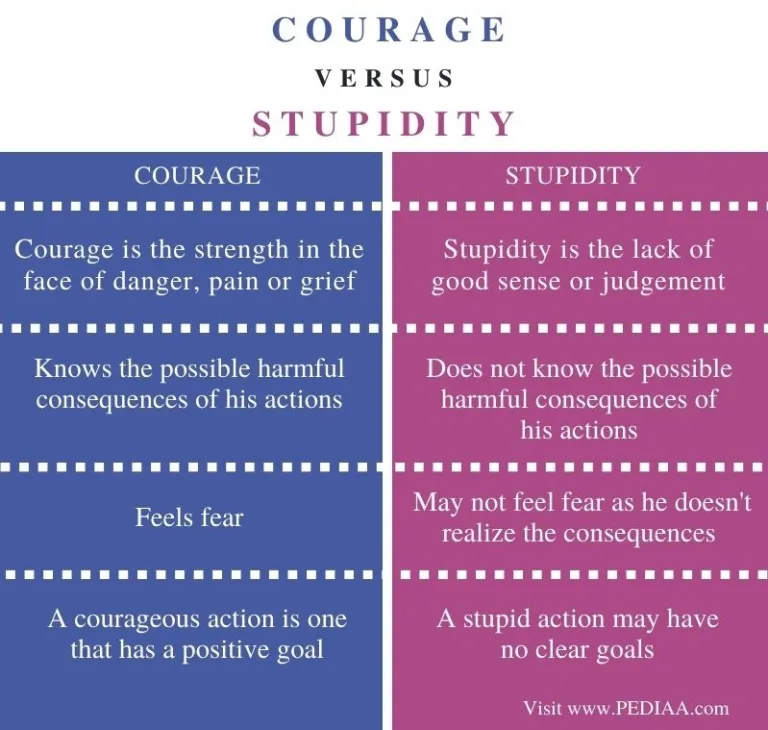 COURAGE
VERSUS
STUPIDITY
COURAGE
STUPIDITY
Courage is the strength in the
face of danger, pain or grief
Stupidity is the lack of
good sense or judgement
Knows the possible harmful
consequences of his actions
Does not know the possible
harmful consequences of
his actions
Feels fear
May not feel fear as he doesn't
realize the consequences
A courageous action is one
that has a positive goal
A stupid action may have
no clear goals
Visit www.PEDIAA.com